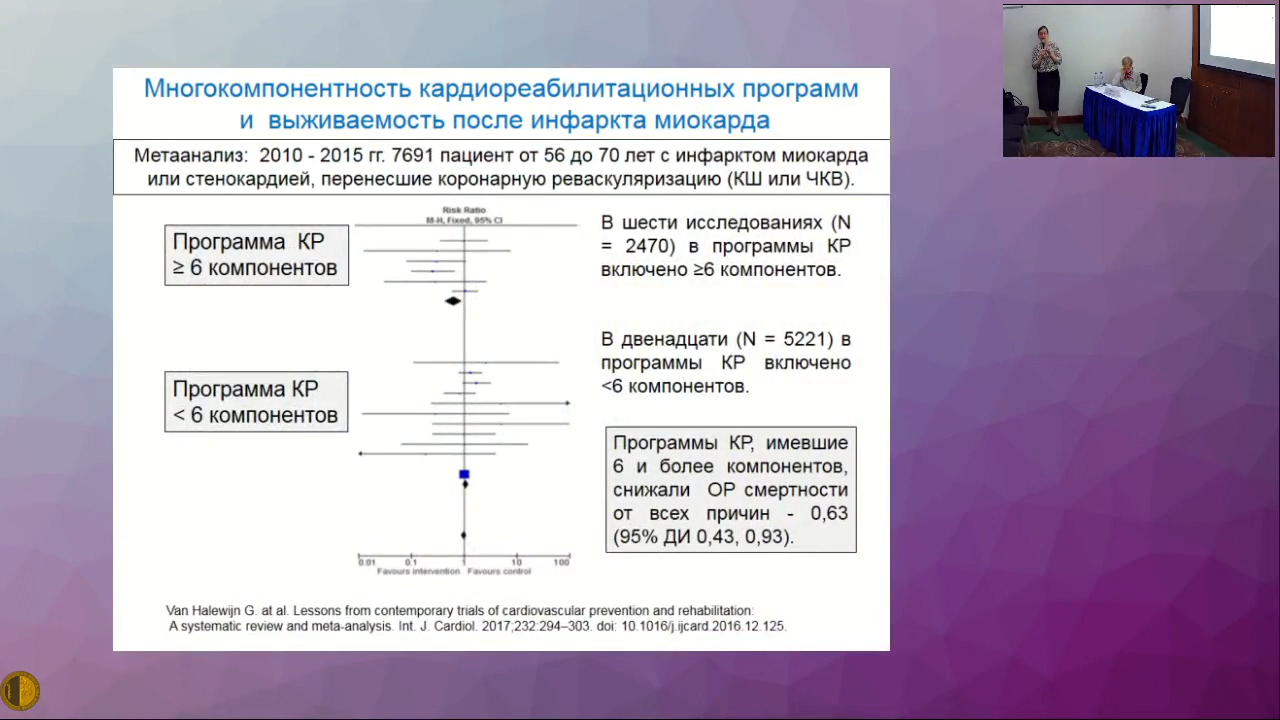 Многокомпонентность кардиореабилитационных программ
и выживаемость после инфаркта миокарда
Метаанализ: 2010 - 2015 гг. 7691 пациент от 56 до 70 лет с инфарктом миокарда
или стенокардией, перенесшие коронарную реваскуляризацию (КШ или ЧКВ).
Risk Ratio
M-H, Fixed, 95% CI
Программа КР
≥ 6 компонентов
В шести исследованиях (N
= 2470) в программы КР
включено ≥6 компонентов.
В двенадцати (N = 5221) в
программы КР включено
<6 компонентов.
Программа КР
< 6 компонентов
Программы КР, имевшие
6 и более компонентов,
снижали ОР смертности
от всех причин - 0,63
(95% ДИ 0,43, 0,93).
0.01 0.1 1 10 100
Favours intervention Favours control
Van Halewijn G. at al. Lessons from contemporary trials of cardiovascular prevention and rehabilitation:
A systematic review and meta-analysis. Int. J. Cardiol. 2017;232:294–303. doi: 10.1016/j.ijcard.2016.12.125.